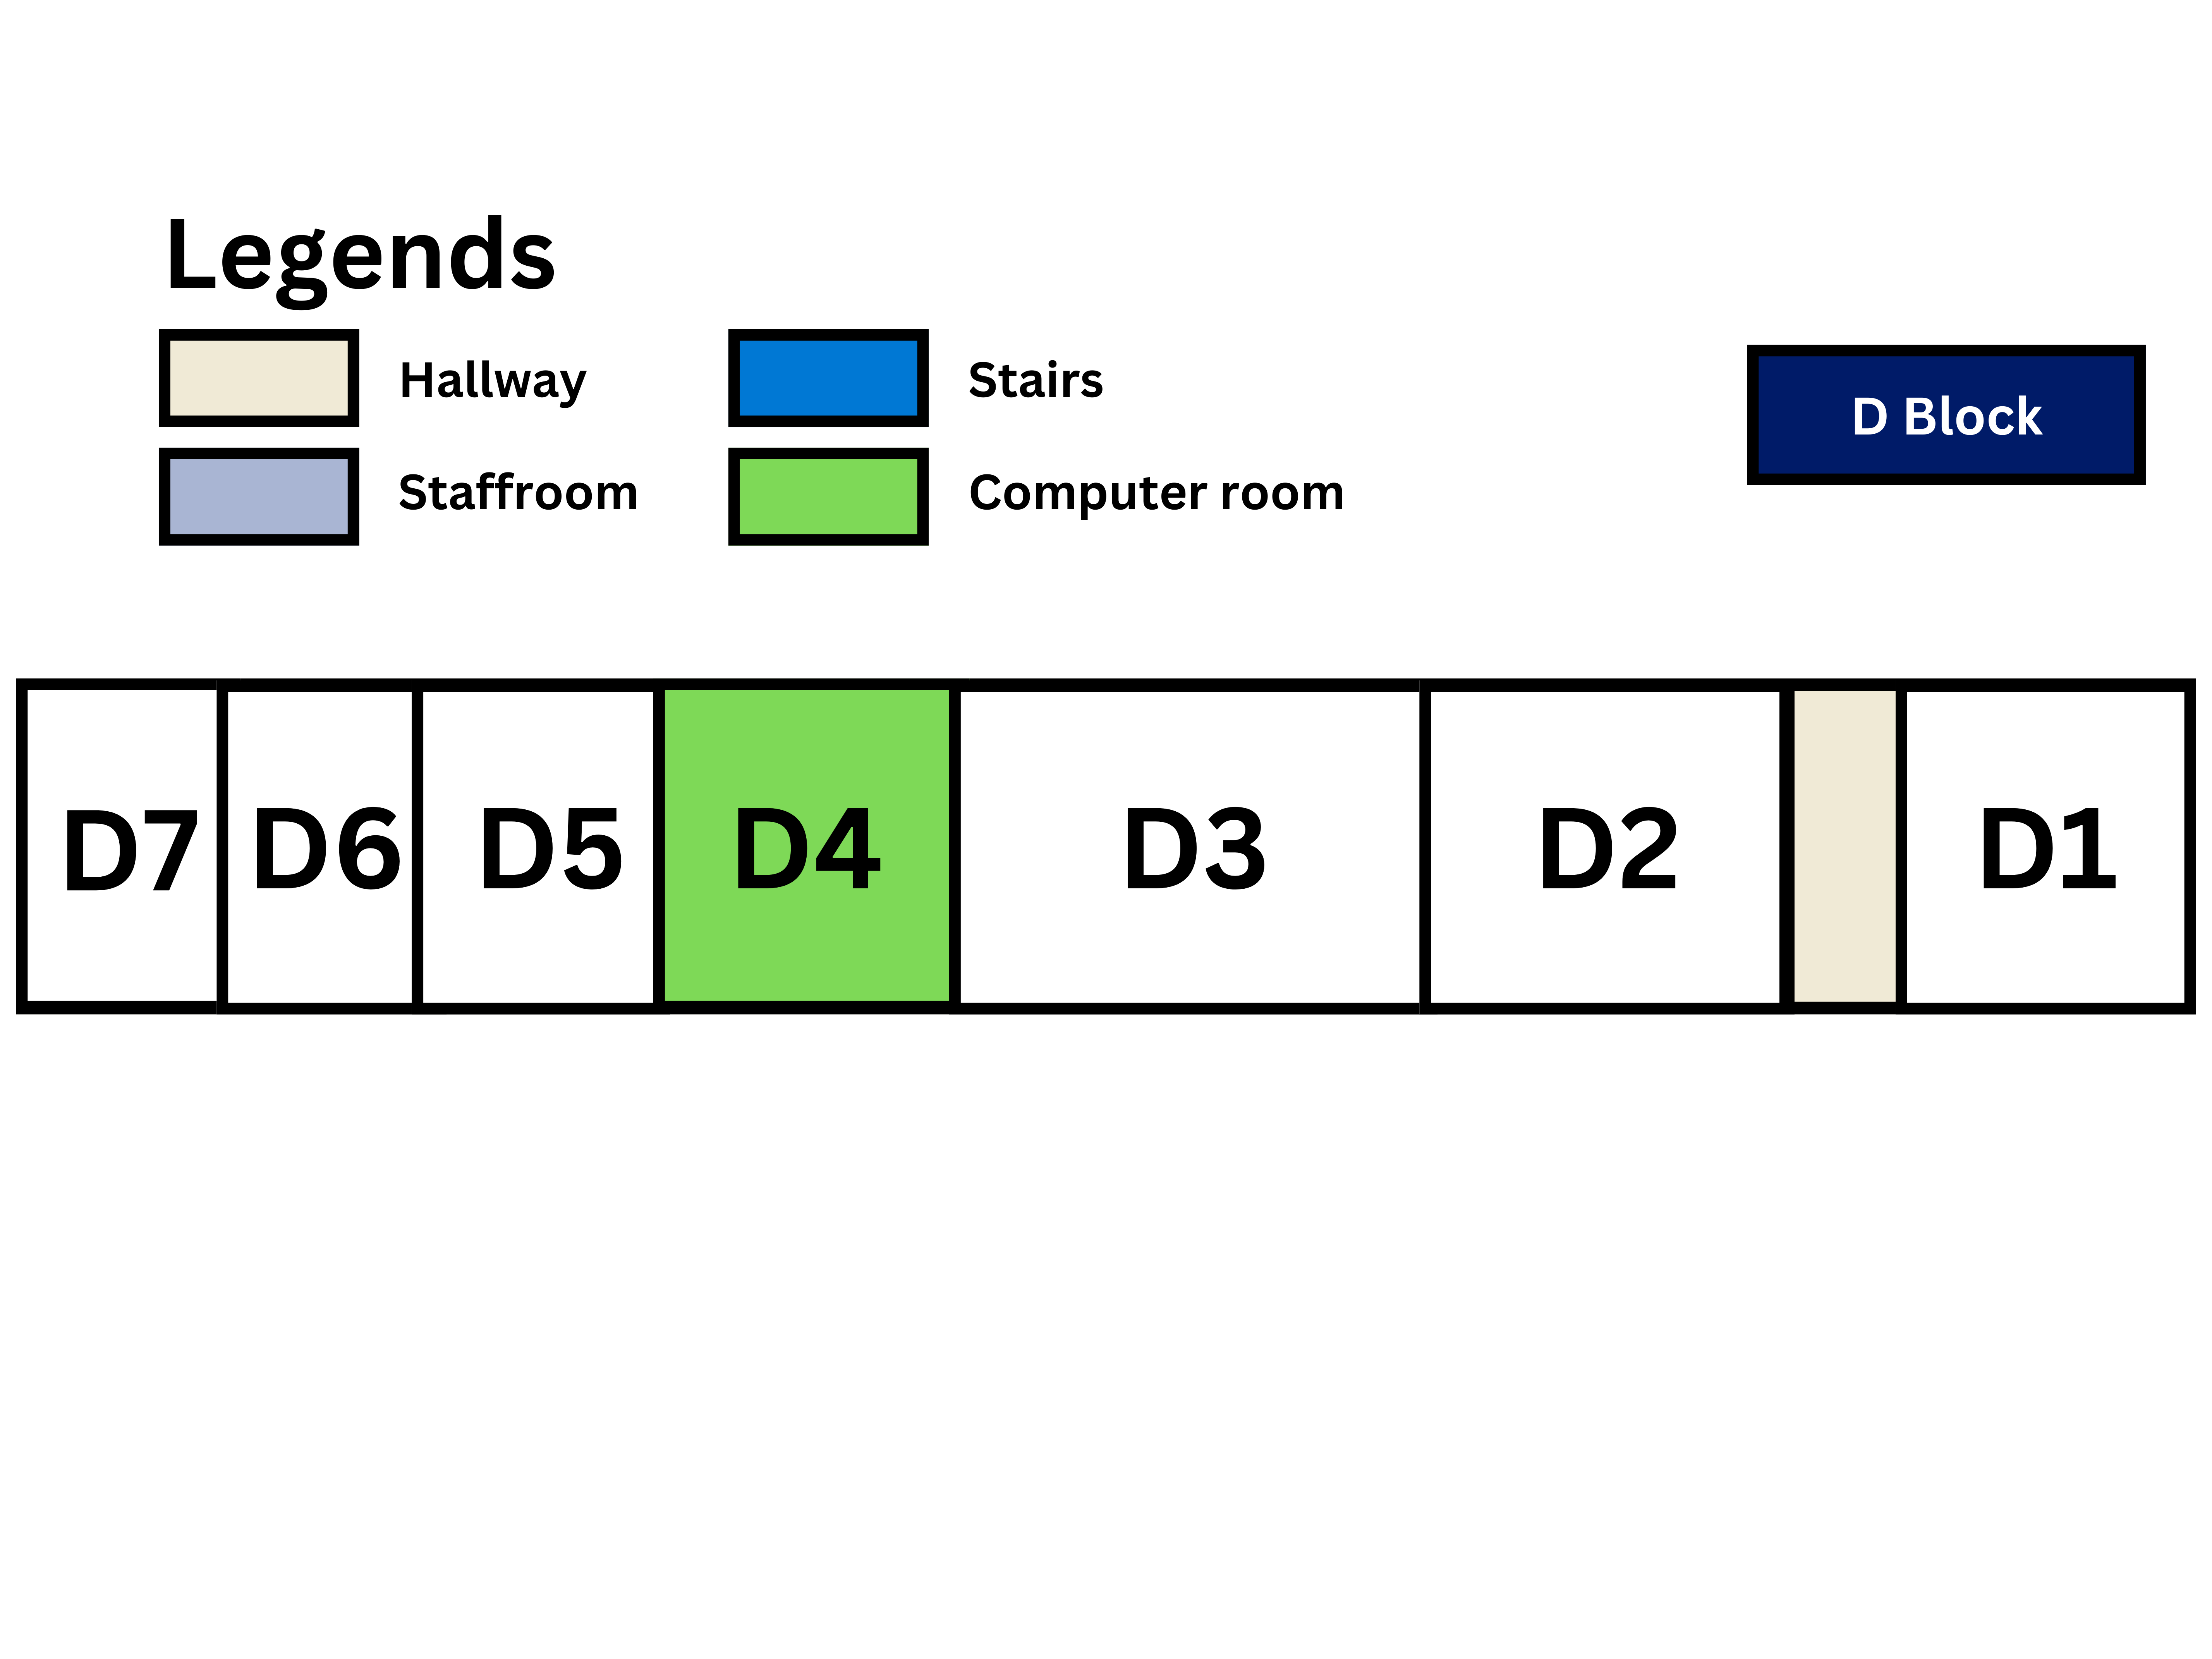 Legends
Hallway
Stairs
Staffroom
Computer room
D Block
D7
D6
D5
D4
D3
D2
D1